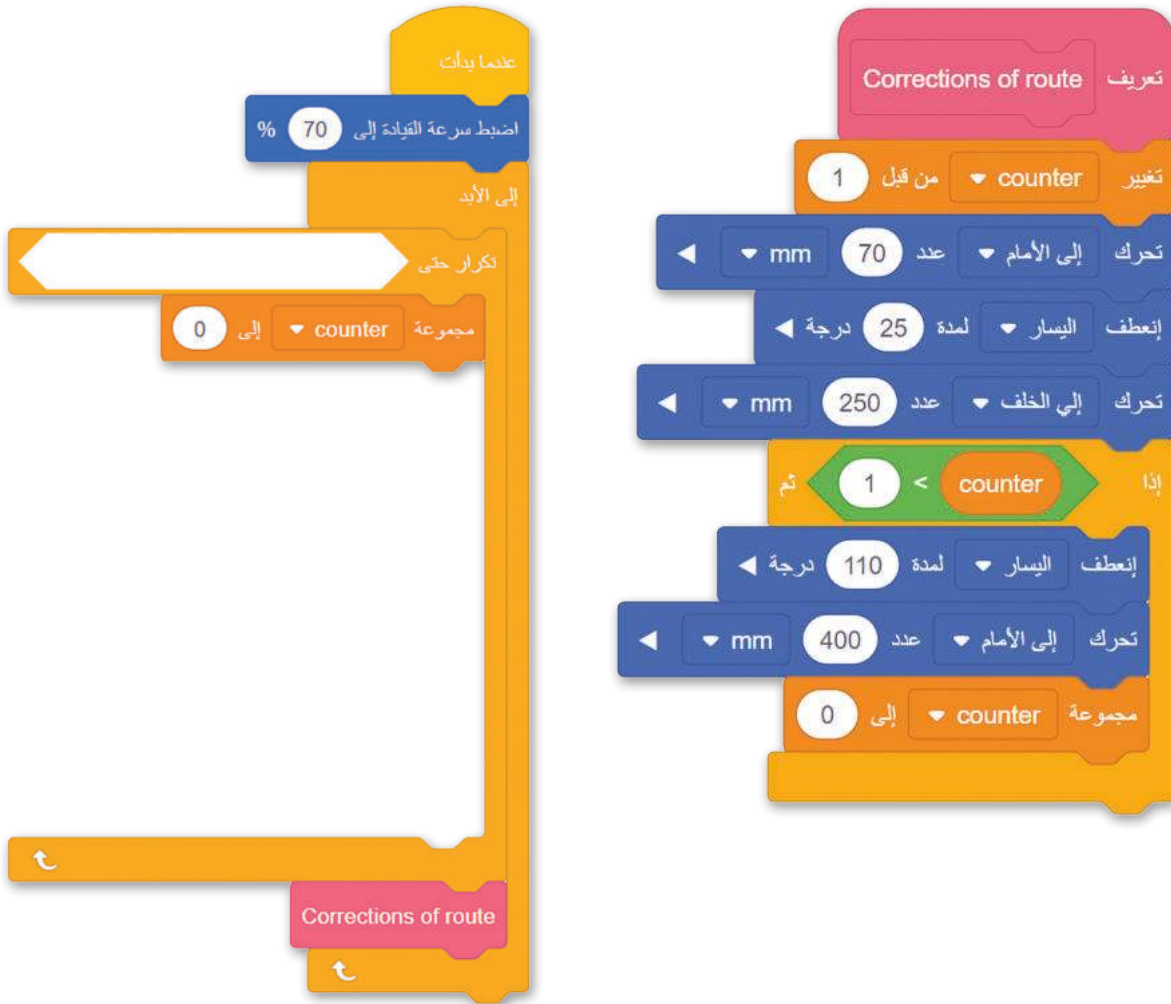 عندما بدأت
اضبط سرعة القيادة إلى 70 %
إلى الأبد
تكرار حتى
مجموعة counter إلى 0
Corrections of route
تعريف Corrections of route
تغيير counter من قبل 1
تحرك إلى الأمام عدد 70 mm
إنعطف اليسار لمدة 25 درجة
تحرك إلي الخلف عدد 250 mm
إذا counter < 1 ثم
إنعطف اليسار لمدة 110 درجة
تحرك إلى الأمام عدد 400 mm
مجموعة counter إلى 0